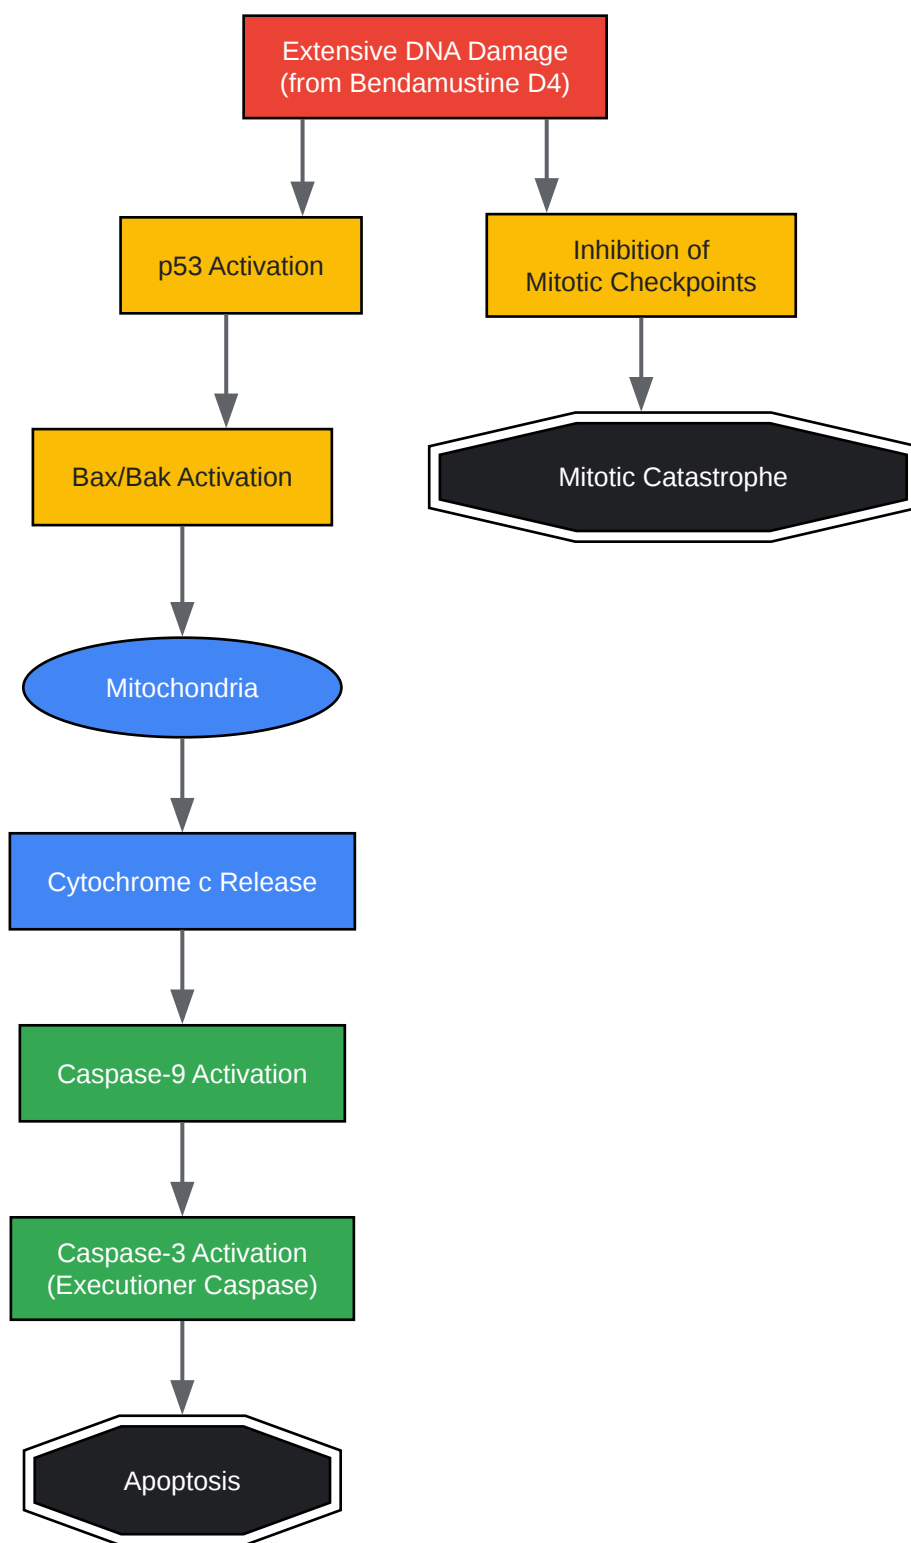 Extensive DNA Damage
(from Bendamustine D4)
p53 Activation
Inhibition of
Mitotic Checkpoints
Bax/Bak Activation
Mitotic Catastrophe
Mitochondria
Cytochrome c Release
Caspase-9 Activation
Caspase-3 Activation
(Executioner Caspase)
Apoptosis